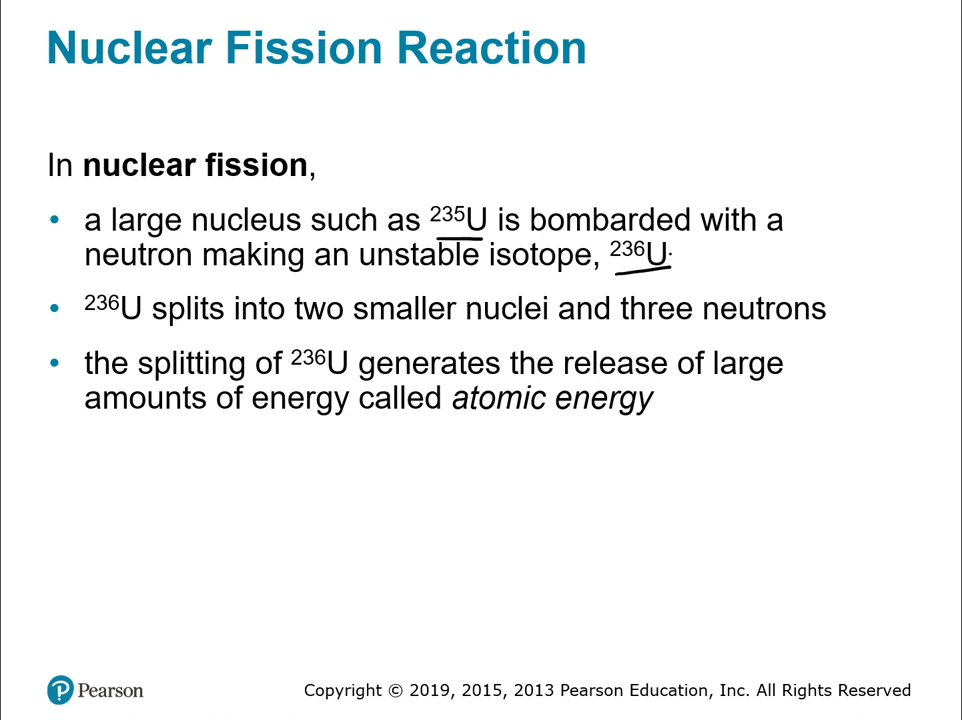 Nuclear Fission Reaction
In nuclear fission,
• a large nucleus such as ²³⁵U is bombarded with a
neutron making an unstable isotope, ²³⁶U.
• ²³⁶U splits into two smaller nuclei and three neutrons
• the splitting of ²³⁶U generates the release of large
amounts of energy called atomic energy
Pearson
Copyright © 2019, 2015, 2013 Pearson Education, Inc. All Rights Reserved